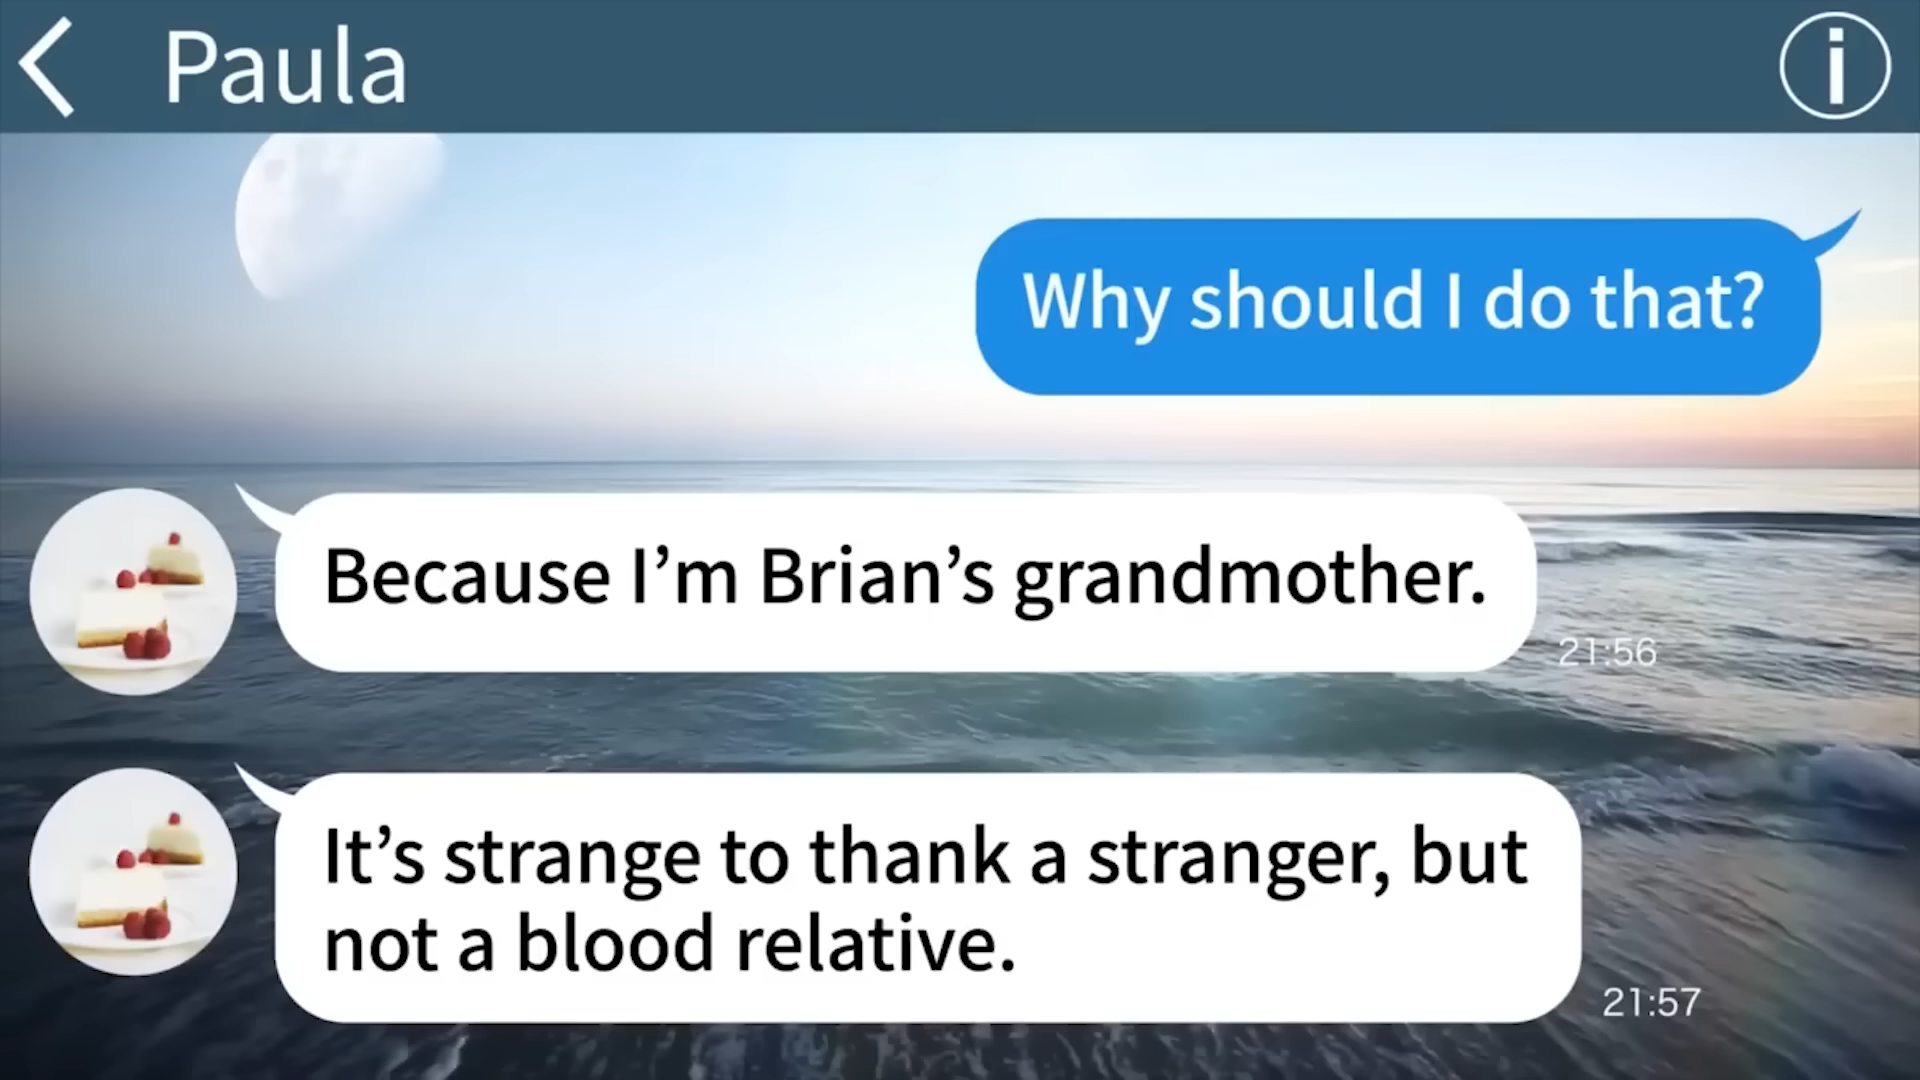 Paula
Why should I do that?
Because I’m Brian’s grandmother.
21:56
It’s strange to thank a stranger, but
not a blood relative.
21:57